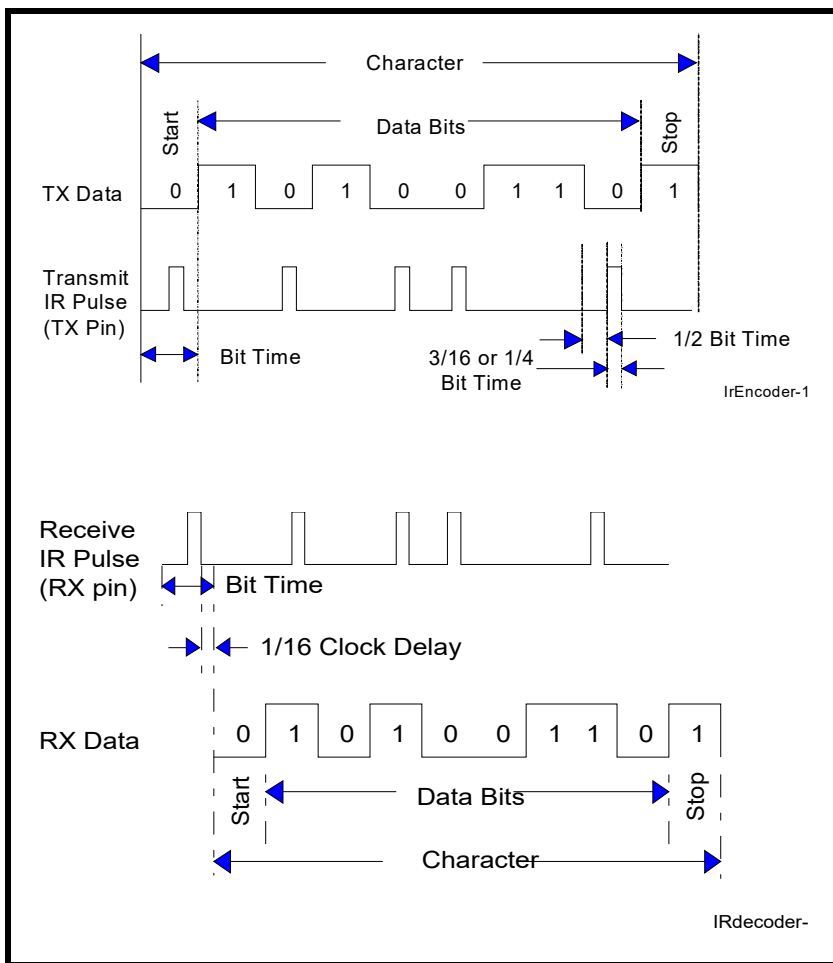 Character
Start
Data Bits
Stop
TX Data
0 1 0 1 0 0 1 1 0 1
Transmit
IR Pulse
(TX Pin)
Bit Time
3/16 or 1/4
Bit Time
1/2 Bit Time
IrEncoder-1
Receive
IR Pulse
(RX pin)
Bit Time
1/16 Clock Delay
RX Data
0 1 0 1 0 0 1 1 0 1
Start
Data Bits
Stop
Character
IRdecoder-